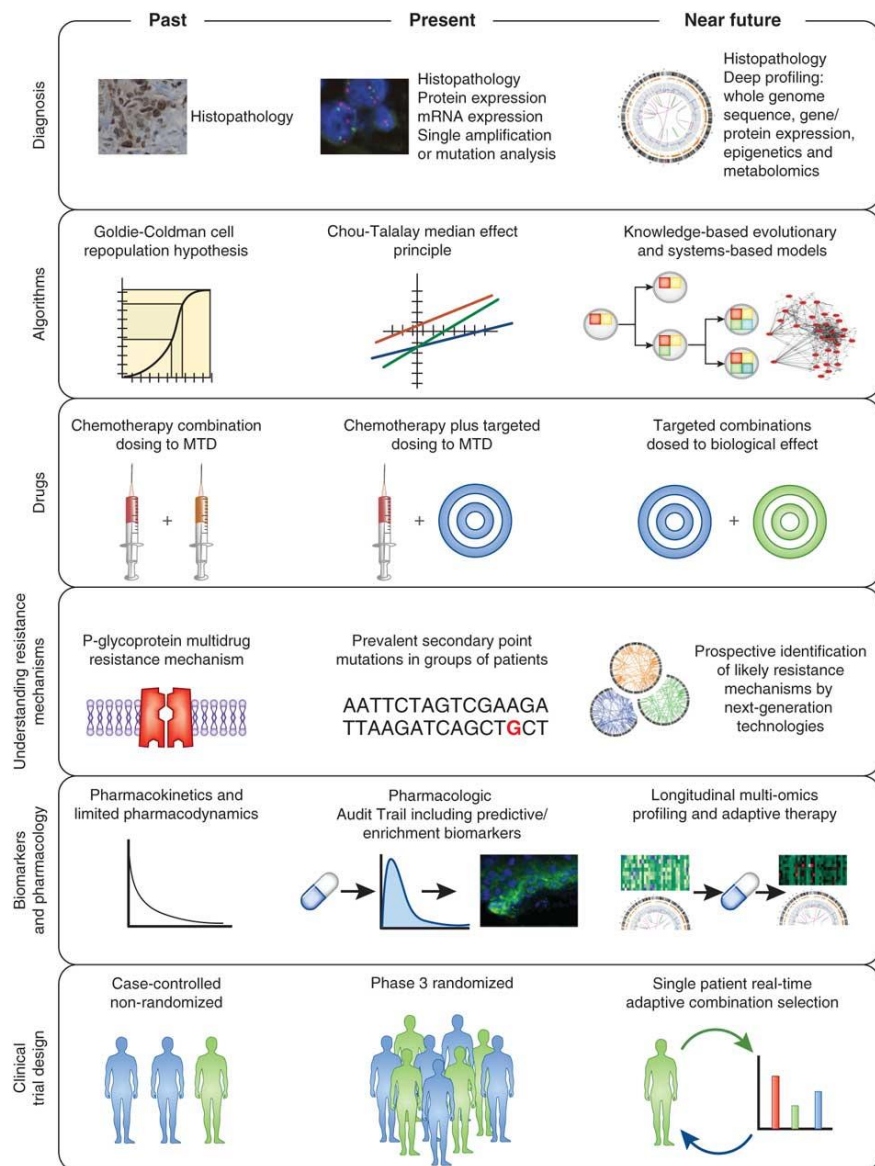 Past
Present
Near future
Diagnosis
Histopathology
Histopathology
Protein expression
mRNA expression
Single amplification
or mutation analysis
Histopathology
Deep profiling:
whole genome
sequence, gene/
protein expression,
epigenetics and
metabolomics
Algorithms
Goldie-Coldman cell
repopulation hypothesis
Chou-Talalay median effect
principle
Knowledge-based evolutionary
and systems-based models
Drugs
Chemotherapy combination
dosing to MTD
+
Chemotherapy plus targeted
dosing to MTD
+
Targeted combinations
dosed to biological effect
+
Understanding resistance
mechanisms
P-glycoprotein multidrug
resistance mechanism
Prevalent secondary point
mutations in groups of patients
AATTCTAGTCGAAGA
TTAAGATCAGCTGCT
Prospective identification
of likely resistance
mechanisms by
next-generation
technologies
Biomarkers
and pharmacology
Pharmacokinetics and
limited pharmacodynamics
Pharmacologic
Audit Trail including predictive/
enrichment biomarkers
Longitudinal multi-omics
profiling and adaptive therapy
Clinical
trial design
Case-controlled
non-randomized
Phase 3 randomized
Single patient real-time
adaptive combination selection